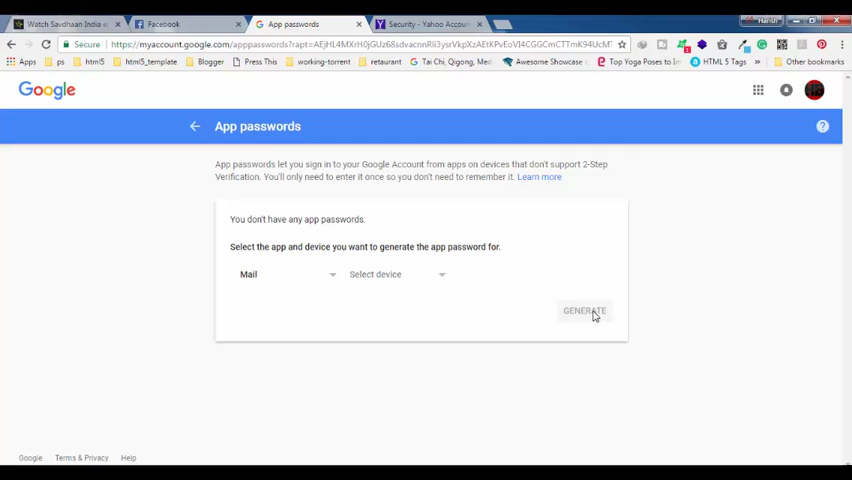 Watch Savdhaan India e
Facebook
App passwords
Security - Yahoo Accoun
Harish
Secure
https://myaccount.google.com/apppasswords?rapt=
Apps
ps
html5
html5_template
Blogger
Press This
working-torrent
retaurant
Tai Chi, Qigong, Me
Awesome Showcase
Top Yoga Poses to Im
HTML 5 Tags
»
Other bookmarks
Google
App passwords
App passwords let you sign in to your Google Account from apps on devices that don't support 2-Step
Verification. You'll only need to enter it once so you don't need to remember it. Learn more
You don't have any app passwords.
Select the app and device you want to generate the app password for.
Mail
Select device
GENERATE
Google
Terms & Privacy
Help